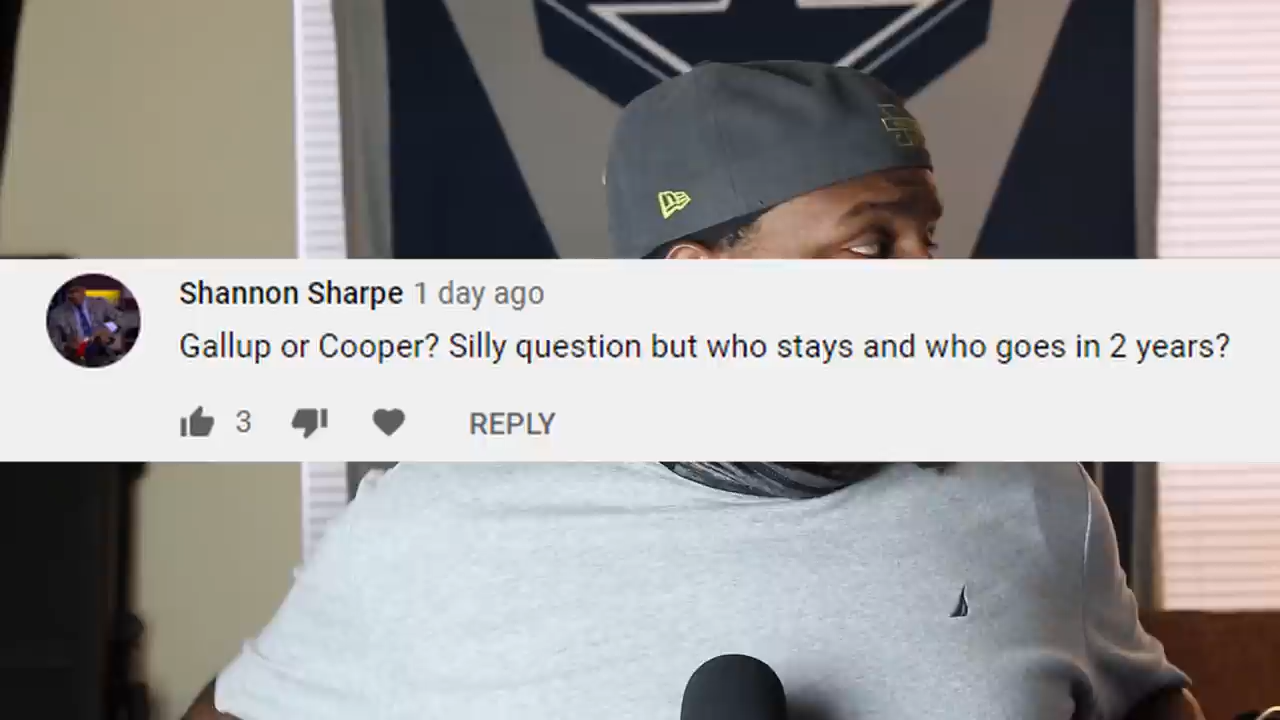 Shannon Sharpe 1 day ago
Gallup or Cooper? Silly question but who stays and who goes in 2 years?
3
REPLY